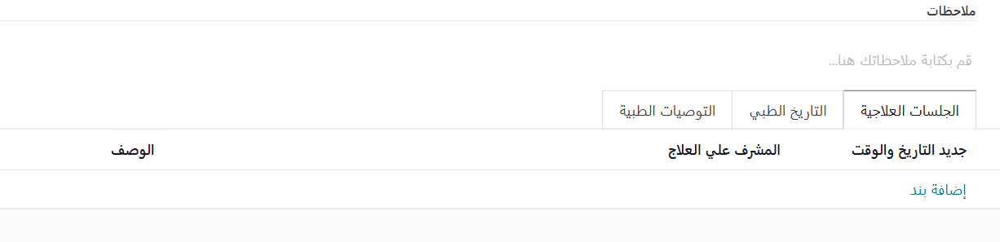 ملاحظات
قم بكتابة ملاحظاتك هنا...
الجلسات العلاجية التاريخ الطبي التوصيات الطبية
جديد التاريخ والوقت المشرف علي العلاج الوصف
إضافة بند